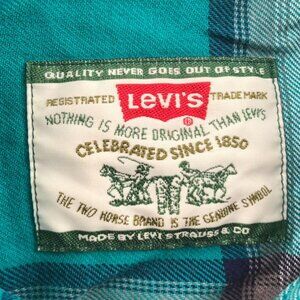 QUALITY NEVER GOES OUT OF STYLE
REGISTRATED Levi's TRADE MARK
®
NOTHING IS MORE ORIGINAL THAN LEVI'S
CELEBRATED SINCE 1850
THE TWO HORSE BRAND IS THE GENUINE SYMBOL
MADE BY LEVI STRAUSS & CO